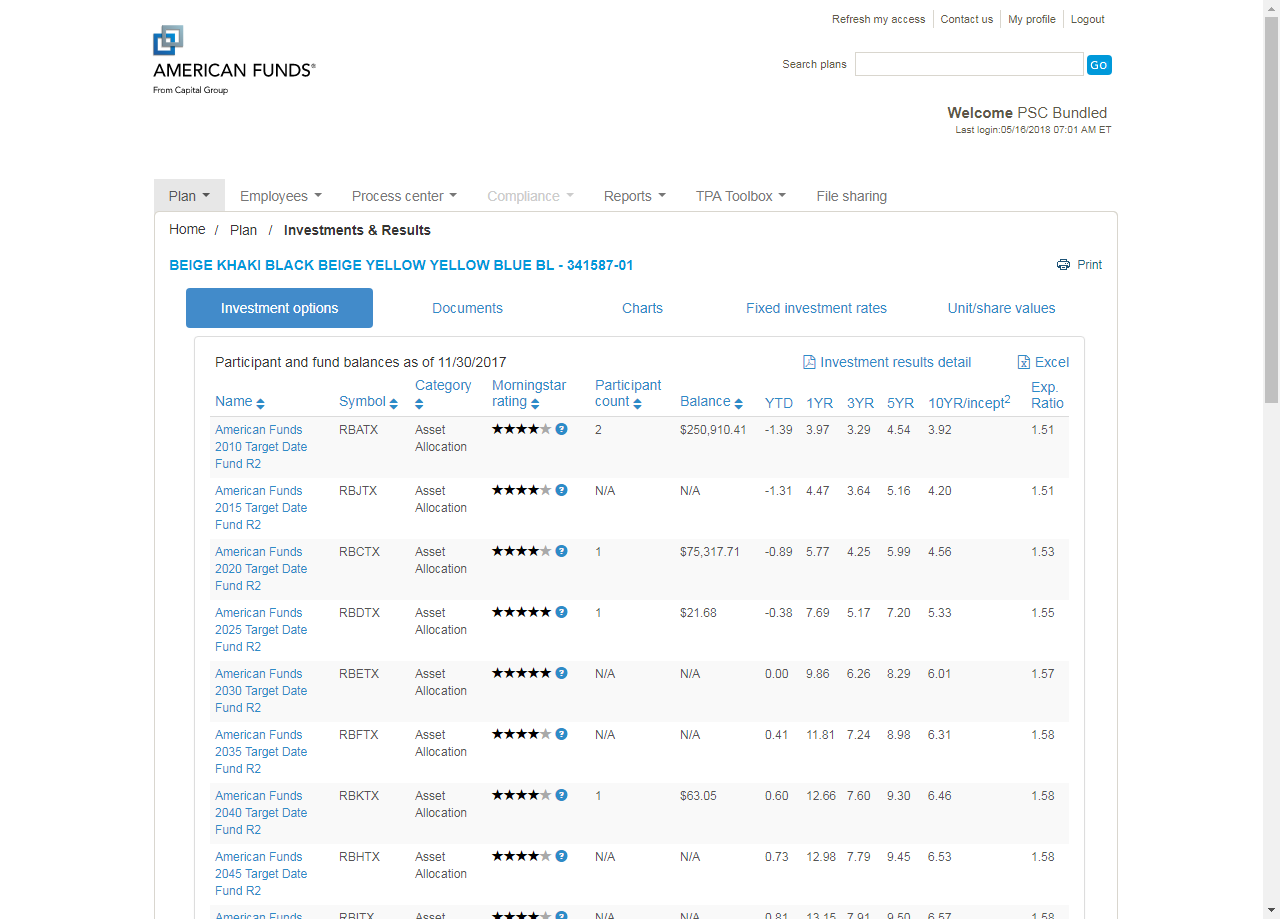 Refresh my access Contact us My profile Logout
AMERICAN FUNDS®
From Capital Group
Search plans Go
Welcome PSC Bundled
Last login:05/16/2018 07:01 AM ET
Plan Employees Process center Compliance Reports TPA Toolbox File sharing
Home / Plan / Investments & Results
BEIGE KHAKI BLACK BEIGE YELLOW YELLOW BLUE BL - 341587-01 Print
Investment options Documents Charts Fixed investment rates Unit/share values
Participant and fund balances as of 11/30/2017 Investment results detail Excel
Name Symbol Category Morningstar rating Participant count Balance YTD 1YR 3YR 5YR 10YR/incept2 Exp. Ratio
American Funds RBATX Asset ★★★★★ ? 2 $250,910.41 -1.39 3.97 3.29 4.54 3.92 1.51
2010 Target Date Allocation
Fund R2
American Funds RBJTX Asset ★★★★★ ? N/A N/A -1.31 4.47 3.64 5.16 4.20 1.51
2015 Target Date Allocation
Fund R2
American Funds RBCTX Asset ★★★★★ ? 1 $75,317.71 -0.89 5.77 4.25 5.99 4.56 1.53
2020 Target Date Allocation
Fund R2
American Funds RBDTX Asset ★★★★★ ? 1 $21.68 -0.38 7.69 5.17 7.20 5.33 1.55
2025 Target Date Allocation
Fund R2
American Funds RBETX Asset ★★★★★ ? N/A N/A 0.00 9.86 6.26 8.29 6.01 1.57
2030 Target Date Allocation
Fund R2
American Funds RBFTX Asset ★★★★★ ? N/A N/A 0.41 11.81 7.24 8.98 6.31 1.58
2035 Target Date Allocation
Fund R2
American Funds RBKTX Asset ★★★★★ ? 1 $63.05 0.60 12.66 7.60 9.30 6.46 1.58
2040 Target Date Allocation
Fund R2
American Funds RBHTX Asset ★★★★★ ? N/A N/A 0.73 12.98 7.79 9.45 6.53 1.58
2045 Target Date Allocation
Fund R2
American Funds RBITX Asset ★★★★★ ? N/A N/A 0.81 13.15 7.91 9.50 6.57 1.58